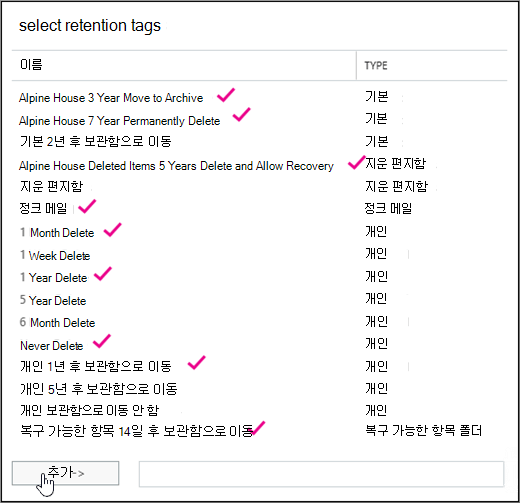 select retention tags
이름 TYPE
Alpine House 3 Year Move to Archive 기본
Alpine House 7 Year Permanently Delete 기본
기본 2년 후 보관함으로 이동 기본
Alpine House Deleted Items 5 Years Delete and Allow Recovery 지운 편지함
지운 편지함 지운 편지함
정크 메일 정크 메일
1 Month Delete 개인
1 Week Delete 개인
1 Year Delete 개인
5 Year Delete 개인
6 Month Delete 개인
Never Delete 개인
개인 1년 후 보관함으로 이동 개인
개인 5년 후 보관함으로 이동 개인
개인 보관함으로 이동 안 함 개인
복구 가능한 항목 14일 후 보관함으로 이동 복구 가능한 항목 폴더
추가->